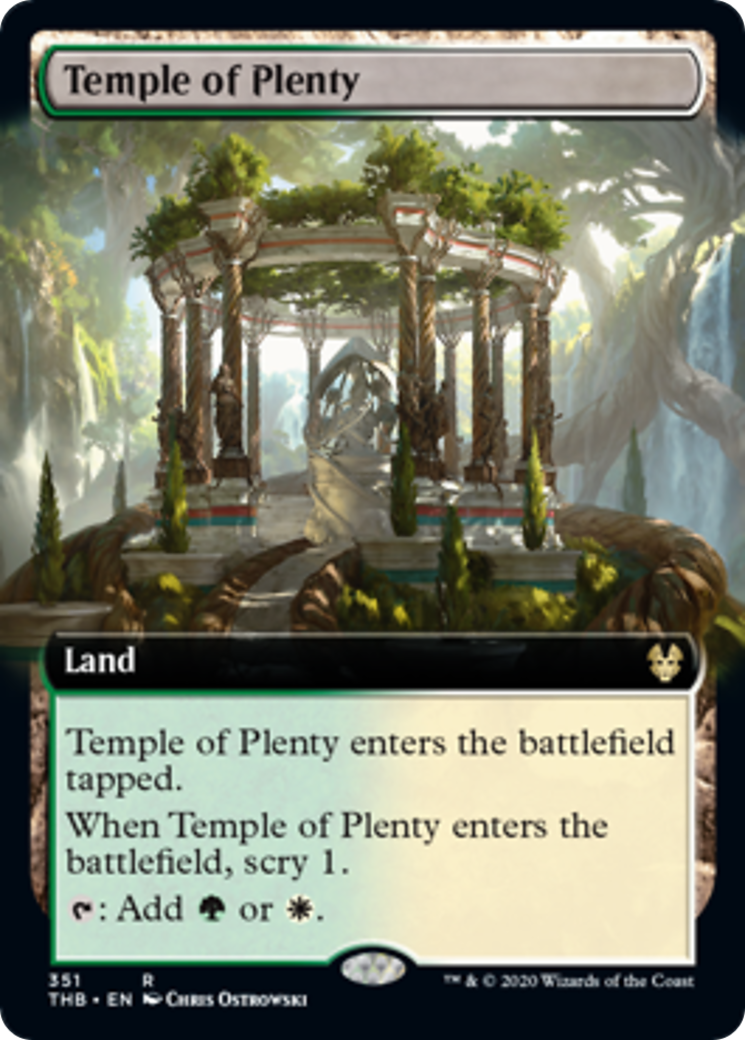 Temple of Plenty
Land
Temple of Plenty enters the battlefield
tapped.
When Temple of Plenty enters the
battlefield, scry 1.
: Add or .
351 R
THB • EN Chris Ostrowski
™ & © 2020 Wizards of the Coast